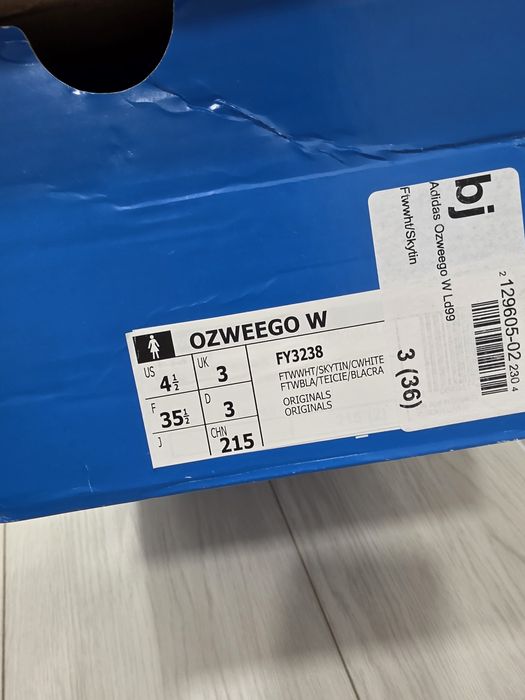 OZWEEGO W
US 4½
UK 3
F 35½
D 3
J
CHN 215
FY3238
FTWWHT/SKYTIN/CWHITE
FTWBLA/TEICIE/BLACRA
ORIGINALS
ORIGINALS
bj
Adidas Ozweego W Ld99
Ftwwht/Skytin
3 (36)
2 129605-02 230 4